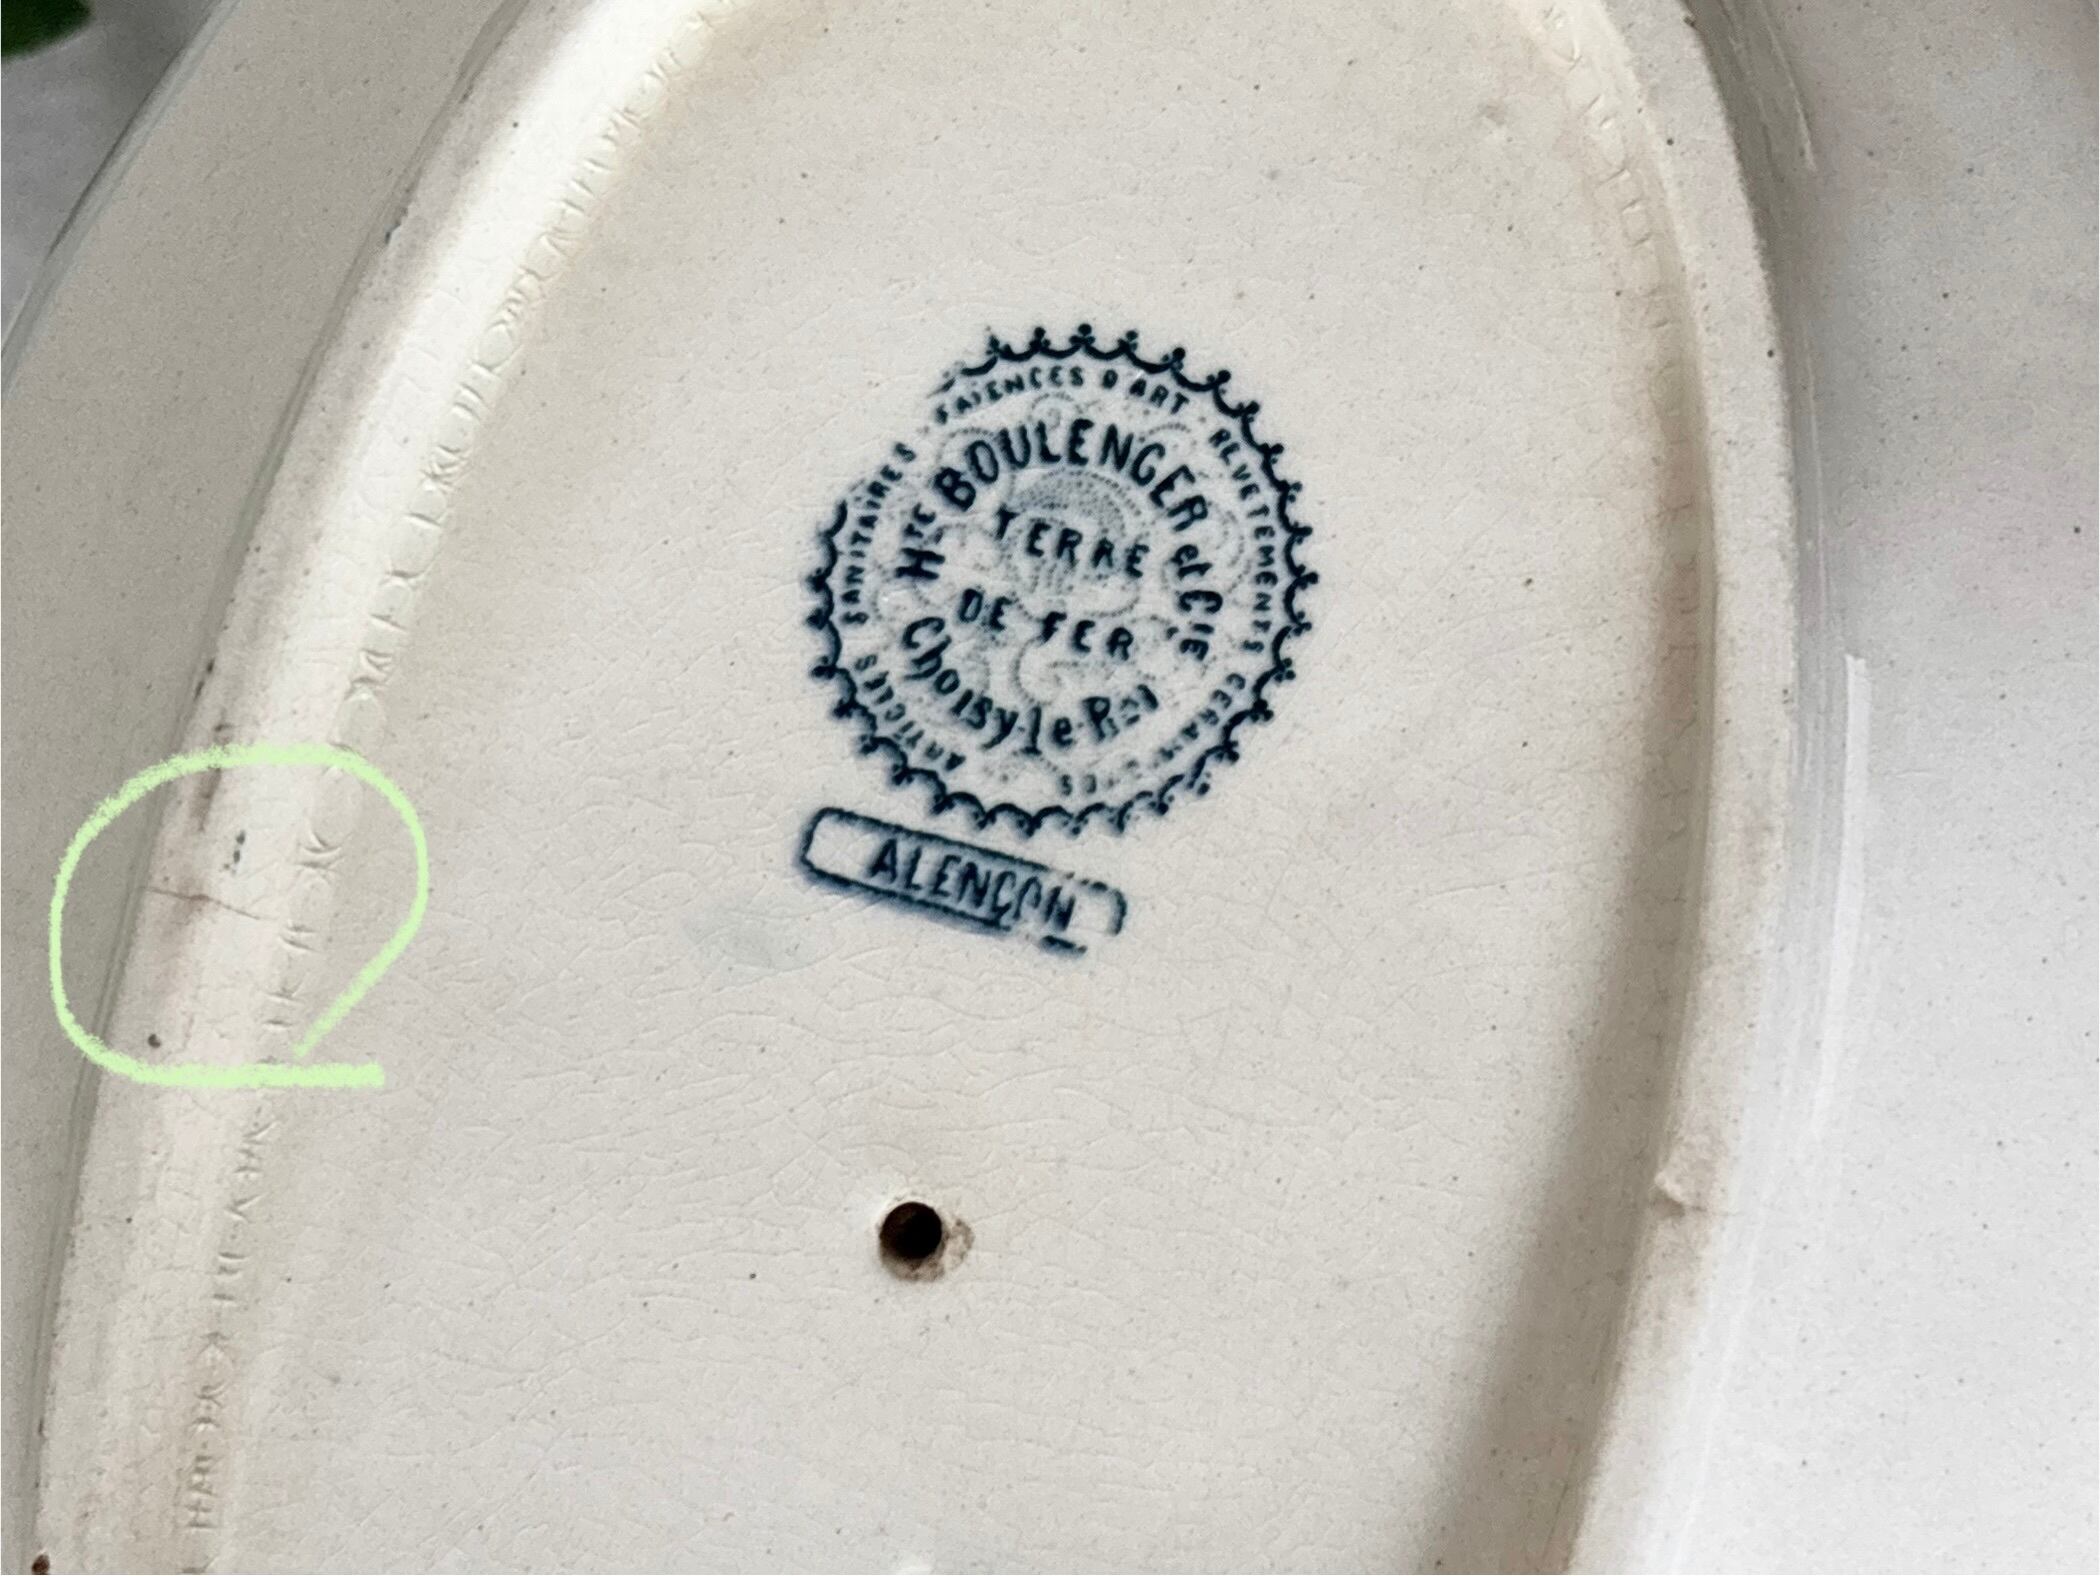 FAIENCES D'ART
REVETEMENTS
CERAMIQUES
ARTICLES
SANITAIRES
Hte BOULENGER et CIE
TERRE
DE FER
Choisy-le-Roi
ALENÇON